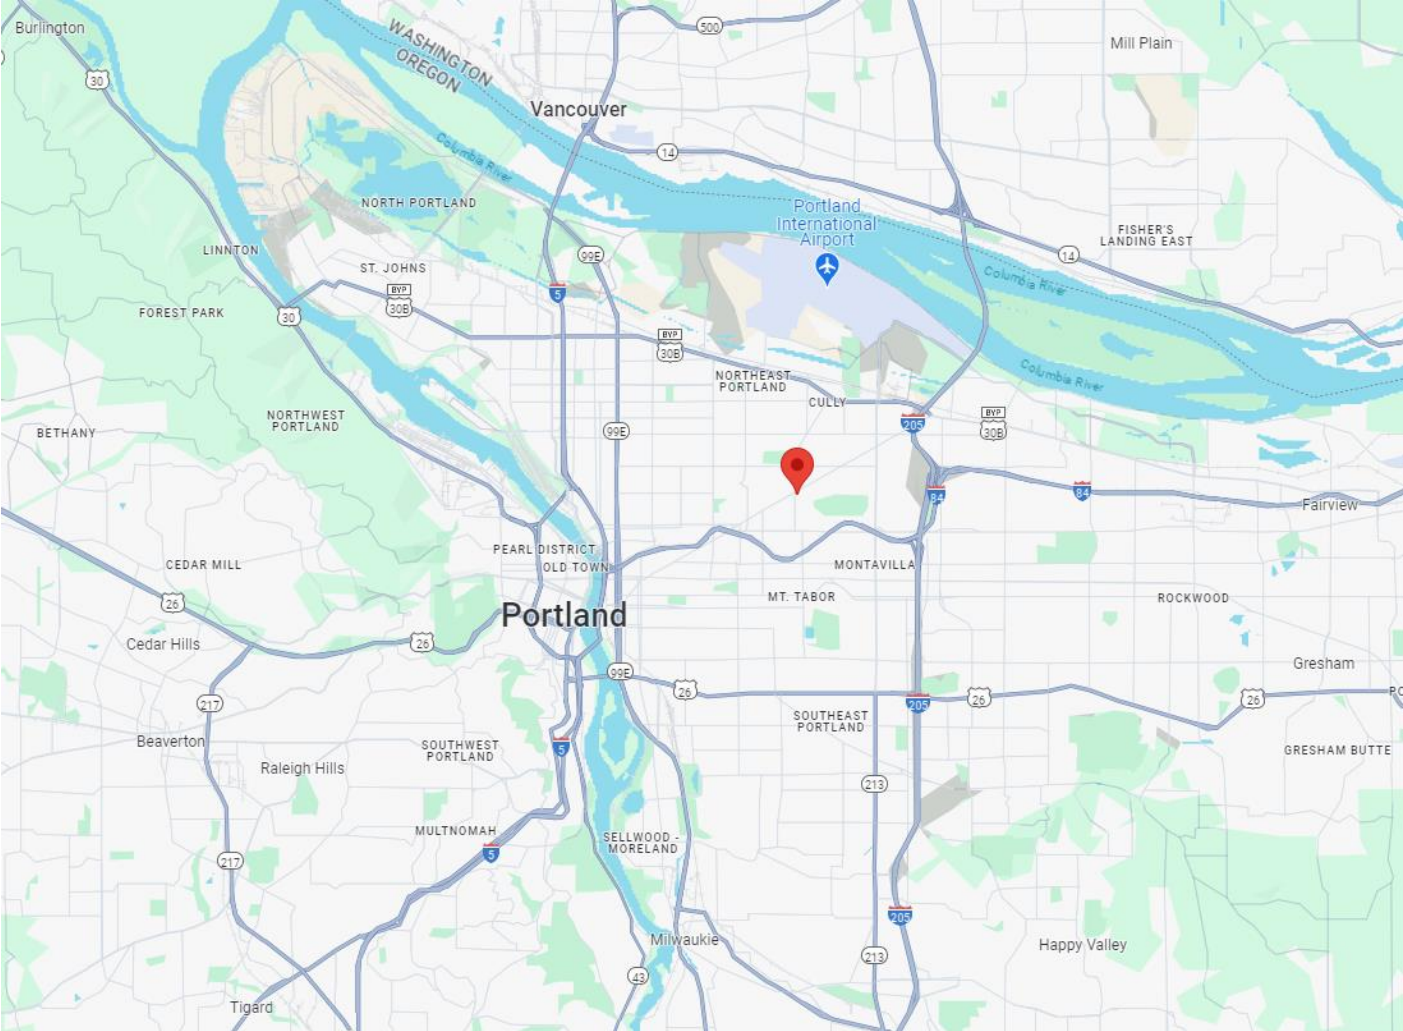 Burlington
500
Mill Plain
WASHINGTON
OREGON
30
Vancouver
14
Columbia River
NORTH PORTLAND
Portland
International
Airport
FISHER'S
LANDING EAST
LINNTON
99E
14
ST. JOHNS
Columbia River
BYP
30B
5
FOREST PARK
30
BYP
30B
Columbia River
NORTHEAST
PORTLAND
CULLY
NORTHWEST
PORTLAND
BETHANY
99E
205
BYP
30B
84
84
Fairview
PEARL DISTRICT
OLD TOWN
CEDAR MILL
MONTAVILLA
26
MT. TABOR
ROCKWOOD
Portland
Cedar Hills
26
Gresham
99E
26
217
205
26
26
PO
SOUTHEAST
PORTLAND
Beaverton
SOUTHWEST
PORTLAND
5
GRESHAM BUTTE
Raleigh Hills
213
MULTNOMAH
SELLWOOD -
MORELAND
5
217
205
Milwaukie
Happy Valley
213
43
Tigard